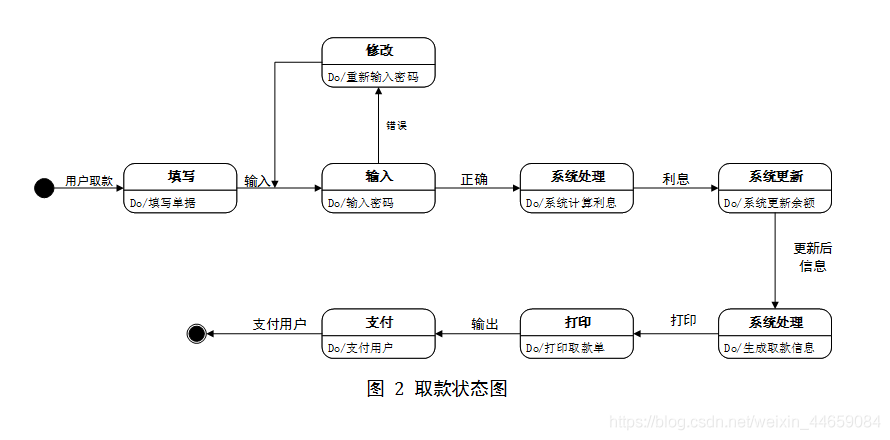 修改
Do/重新输入密码
错误
用户取款
填写
Do/填写单据
输入
输入
Do/输入密码
正确
系统处理
Do/系统计算利息
利息
系统更新
Do/系统更新余额
更新后
信息
支付用户
支付
Do/支付用户
输出
打印
Do/打印取款单
打印
系统处理
Do/生成取款信息
图 2 取款状态图
https://blog.csdn.net/weixin_44659084